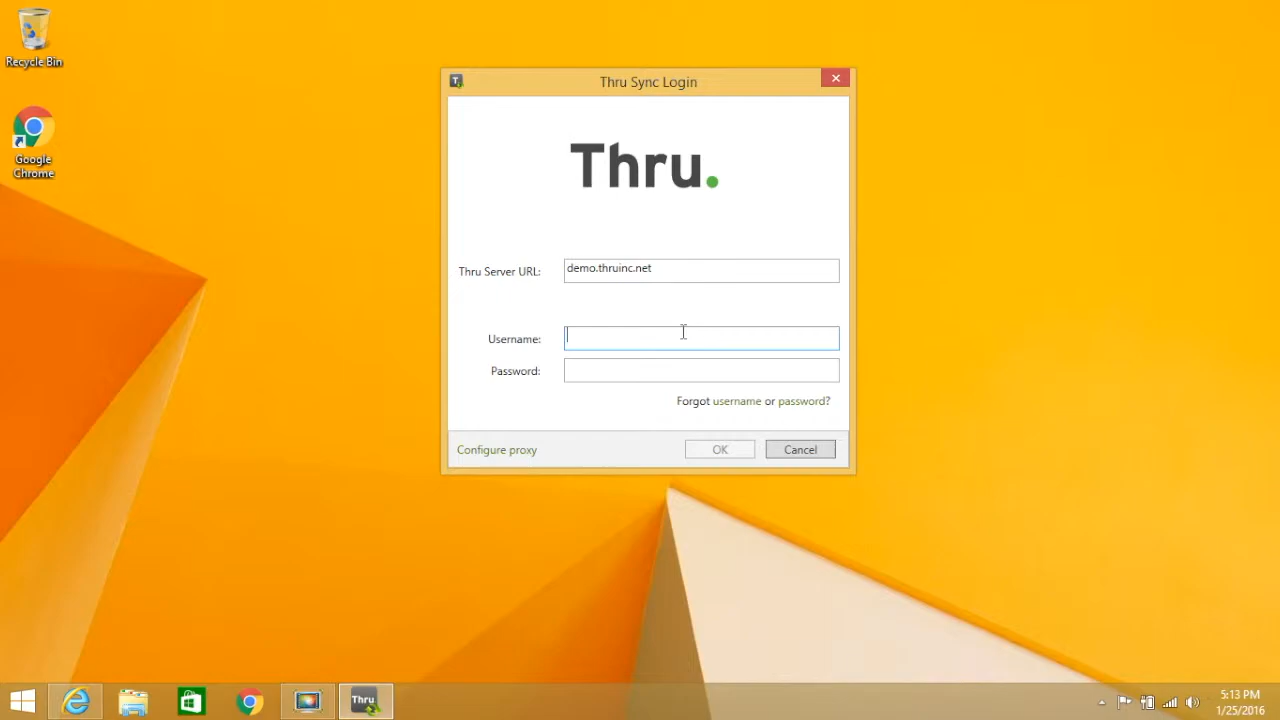 Recycle Bin
Google
Chrome
Thru Sync Login
Thru.
Thru Server URL:
demo.thruinc.net
Username:
Password:
Forgot username or password?
Configure proxy
OK
Cancel
Thru
5:13 PM
1/25/2016